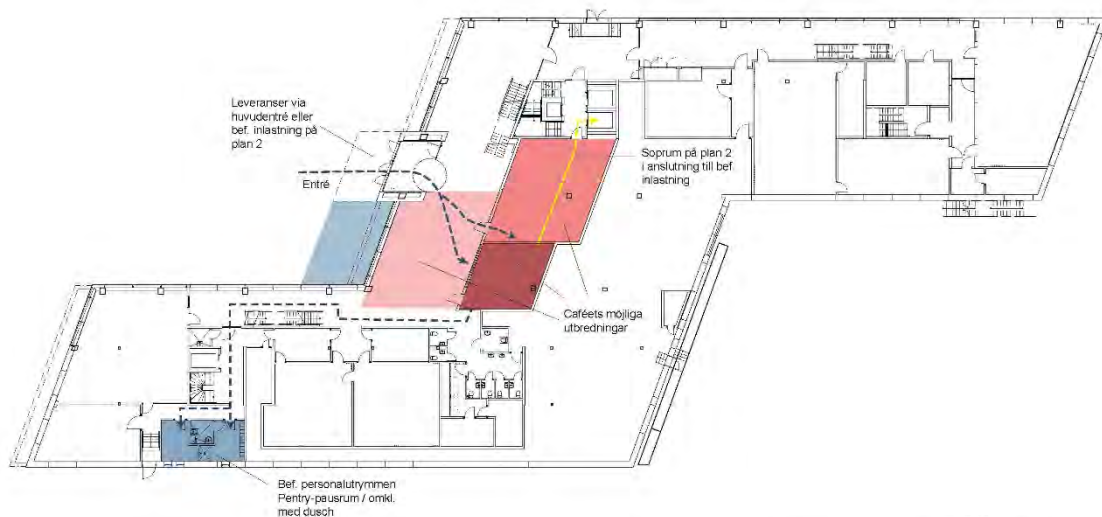 Leveranser via
huvudentré eller
bef. inlastning på
plan 2
Entré
Soprum på plan 2
i anslutning till bef.
inlastning
Caféets möjliga
utbredningar
Bef. personalutrymmen
Pentry-pausrum / omkl.
med dusch